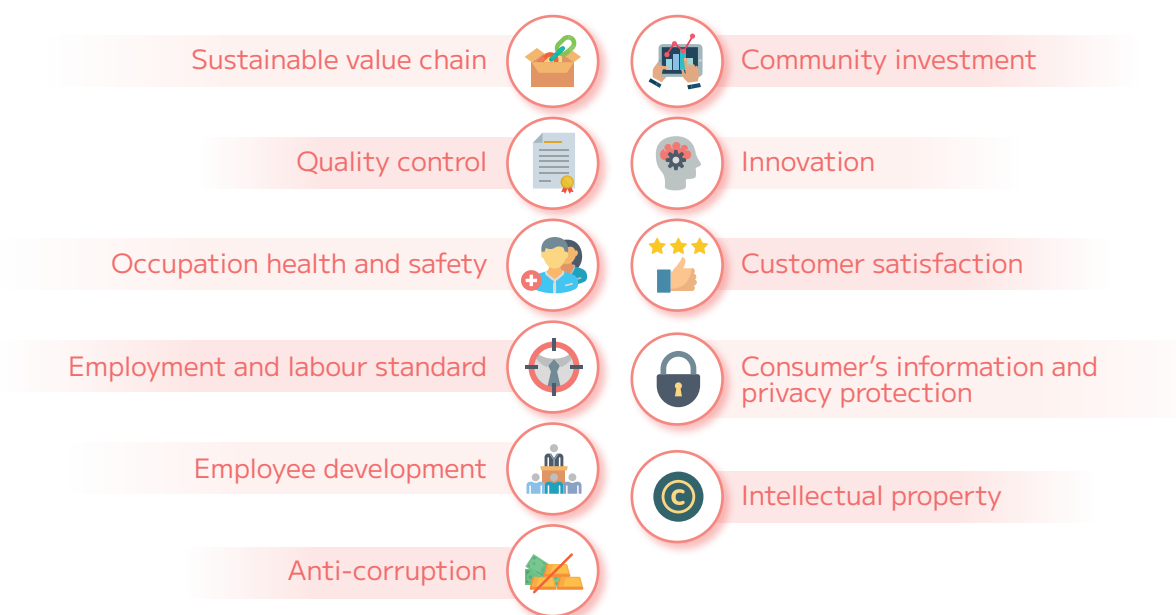 Sustainable value chain
Quality control
Occupation health and safety
Employment and labour standard
Employee development
Anti-corruption
Community investment
Innovation
Customer satisfaction
Consumer’s information and
privacy protection
C
Intellectual property